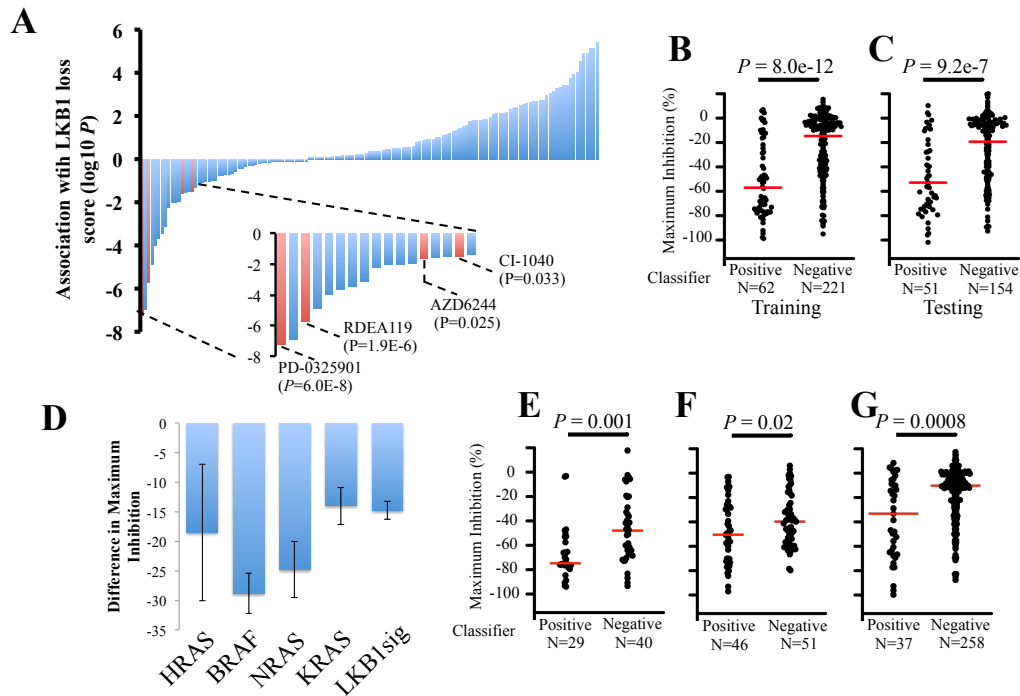 A
Association wtih LKB1 loss
score (log10 P)
6
4
2
0
-2
-4
-6
-8
0
-2
-4
-6
-8
CI-1040
(P=0.033)
AZD6244
(P=0.025)
RDEA119
(P=1.9E-6)
PD-0325901
(P=6.0E-8)
B
P = 8.0e-12
Maximum Inhibition (%)
0
-20
-40
-60
-80
-100
Classifier
Positive Negative
N=62 N=221
Training
C
P = 9.2e-7
Positive Negative
N=51 N=154
Testing
D
Difference in Maximum
Inhibition
0
-5
-10
-15
-20
-25
-30
-35
HRAS
BRAF
NRAS
KRAS
LKB1sig
E
P = 0.001
Maximum Inhibition (%)
0
-20
-40
-60
-80
-100
Classifier
Positive Negative
N=29 N=40
F
P = 0.02
Positive Negative
N=46 N=51
G
P = 0.0008
Positive Negative
N=37 N=258